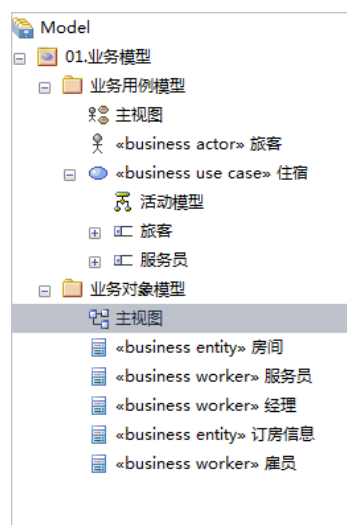 Model
01.业务模型
业务用例模型
主视图
«business actor» 旅客
«business use case» 住宿
活动模型
旅客
服务员
业务对象模型
主视图
«business entity» 房间
«business worker» 服务员
«business worker» 经理
«business entity» 订房信息
«business worker» 雇员